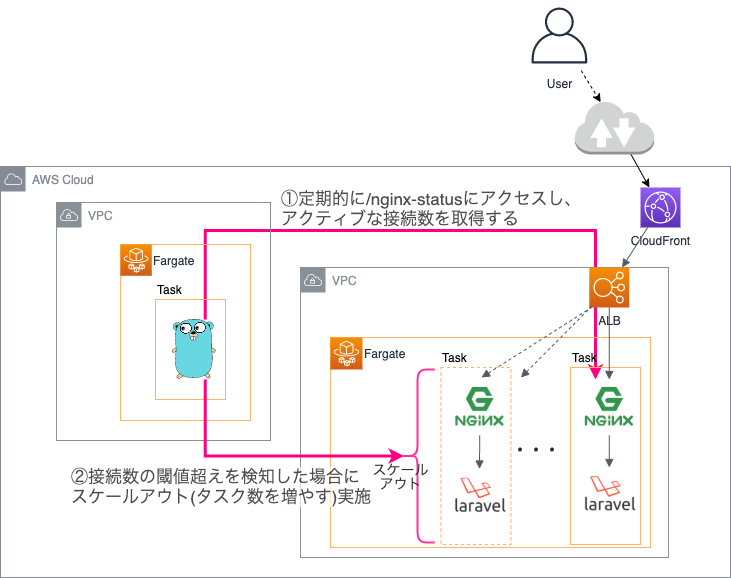 User
AWS Cloud
①定期的に/nginx-statusにアクセスし、
アクティブな接続数を取得する
CloudFront
VPC
Fargate
Task
VPC
ALB
Fargate
Task
Task
NGiNX
NGiNX
スケール
アウト
laravel
laravel
②接続数の閾値超えを検知した場合に
スケールアウト(タスク数を増やす)実施